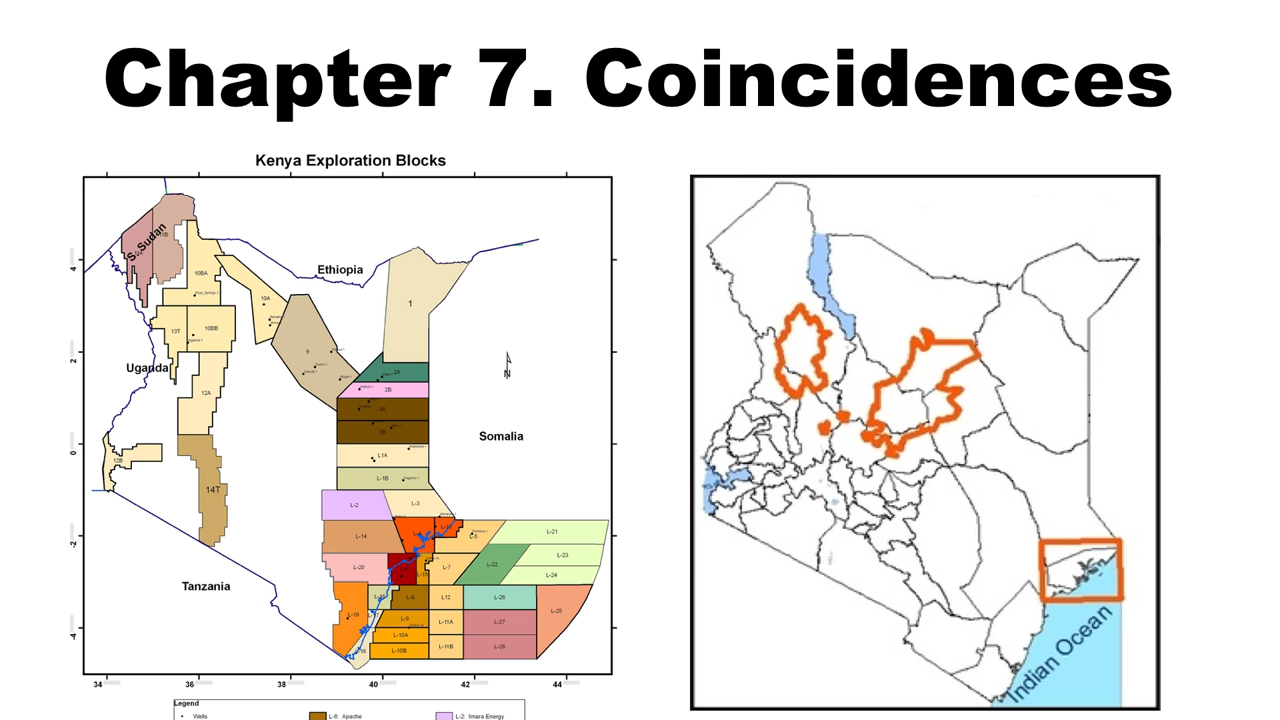 Chapter 7. Coincidences
Kenya Exploration Blocks
S. Sudan
Ethiopia
Uganda
Somalia
Tanzania
N
10BA
10A
13T
10BB
12A
12B
14T
9
1
2A
2B
3A
3B
L1A
L-1B
L-2
L-3
L-14
L-5
L-21
L-20
L-7
L-22
L-23
L-24
L-19
L-8
L12
L-26
L-25
L-9
L-11A
L-27
L-10A
L-10B
L-11B
L-28
4
2
0
-2
-4
34
36
38
40
42
44
Legend
Wells
L-8: Apache
L-2: Imara Energy
Indian Ocean